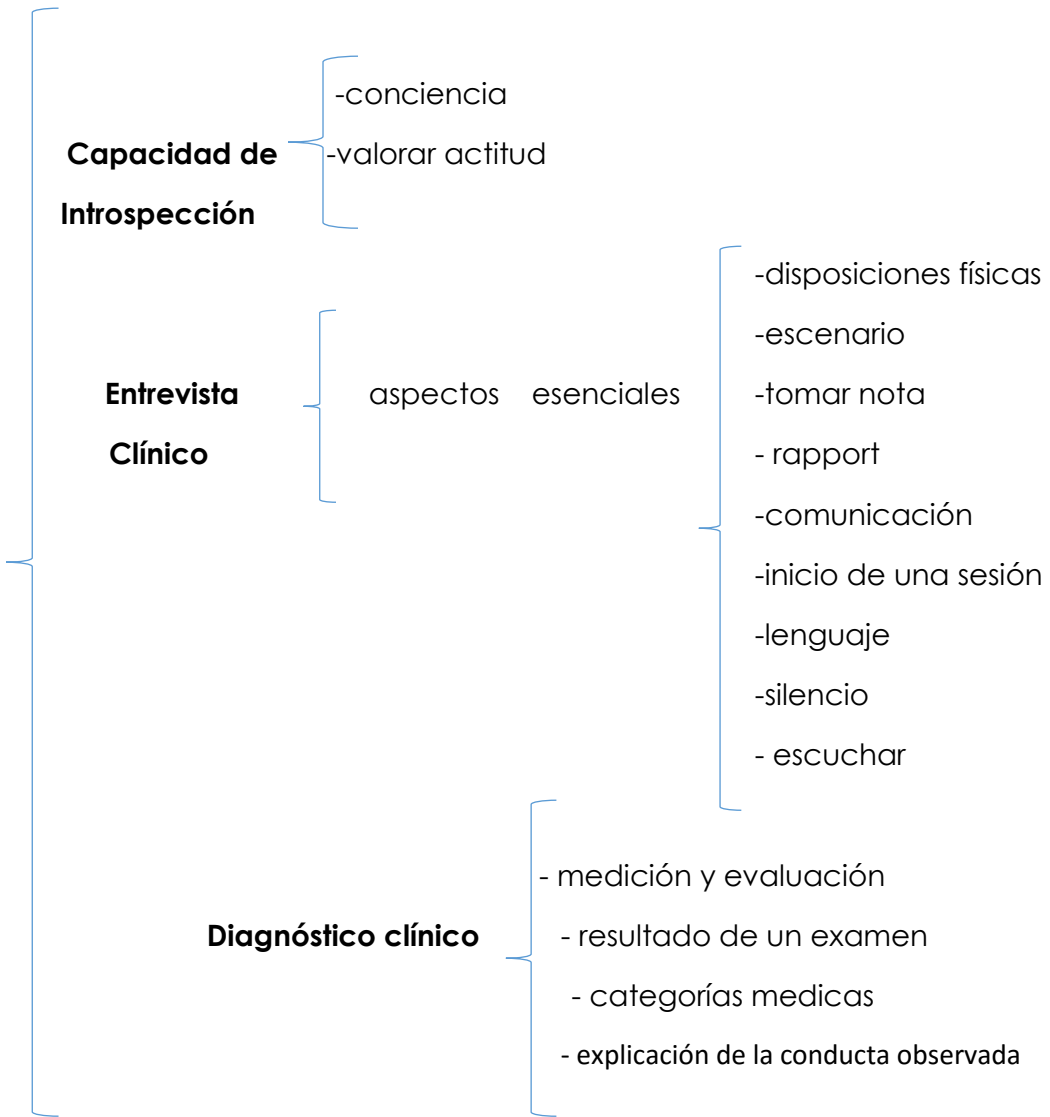 -conciencia
Capacidad de
-valorar actitud
Introspección
-disposiciones físicas
-escenario
Entrevista
aspectos esenciales
-tomar nota
Clínico
- rapport
-comunicación
-inicio de una sesión
-lenguaje
-silencio
- escuchar
- medición y evaluación
Diagnóstico clínico
- resultado de un examen
- categorías medicas
- explicación de la conducta observada